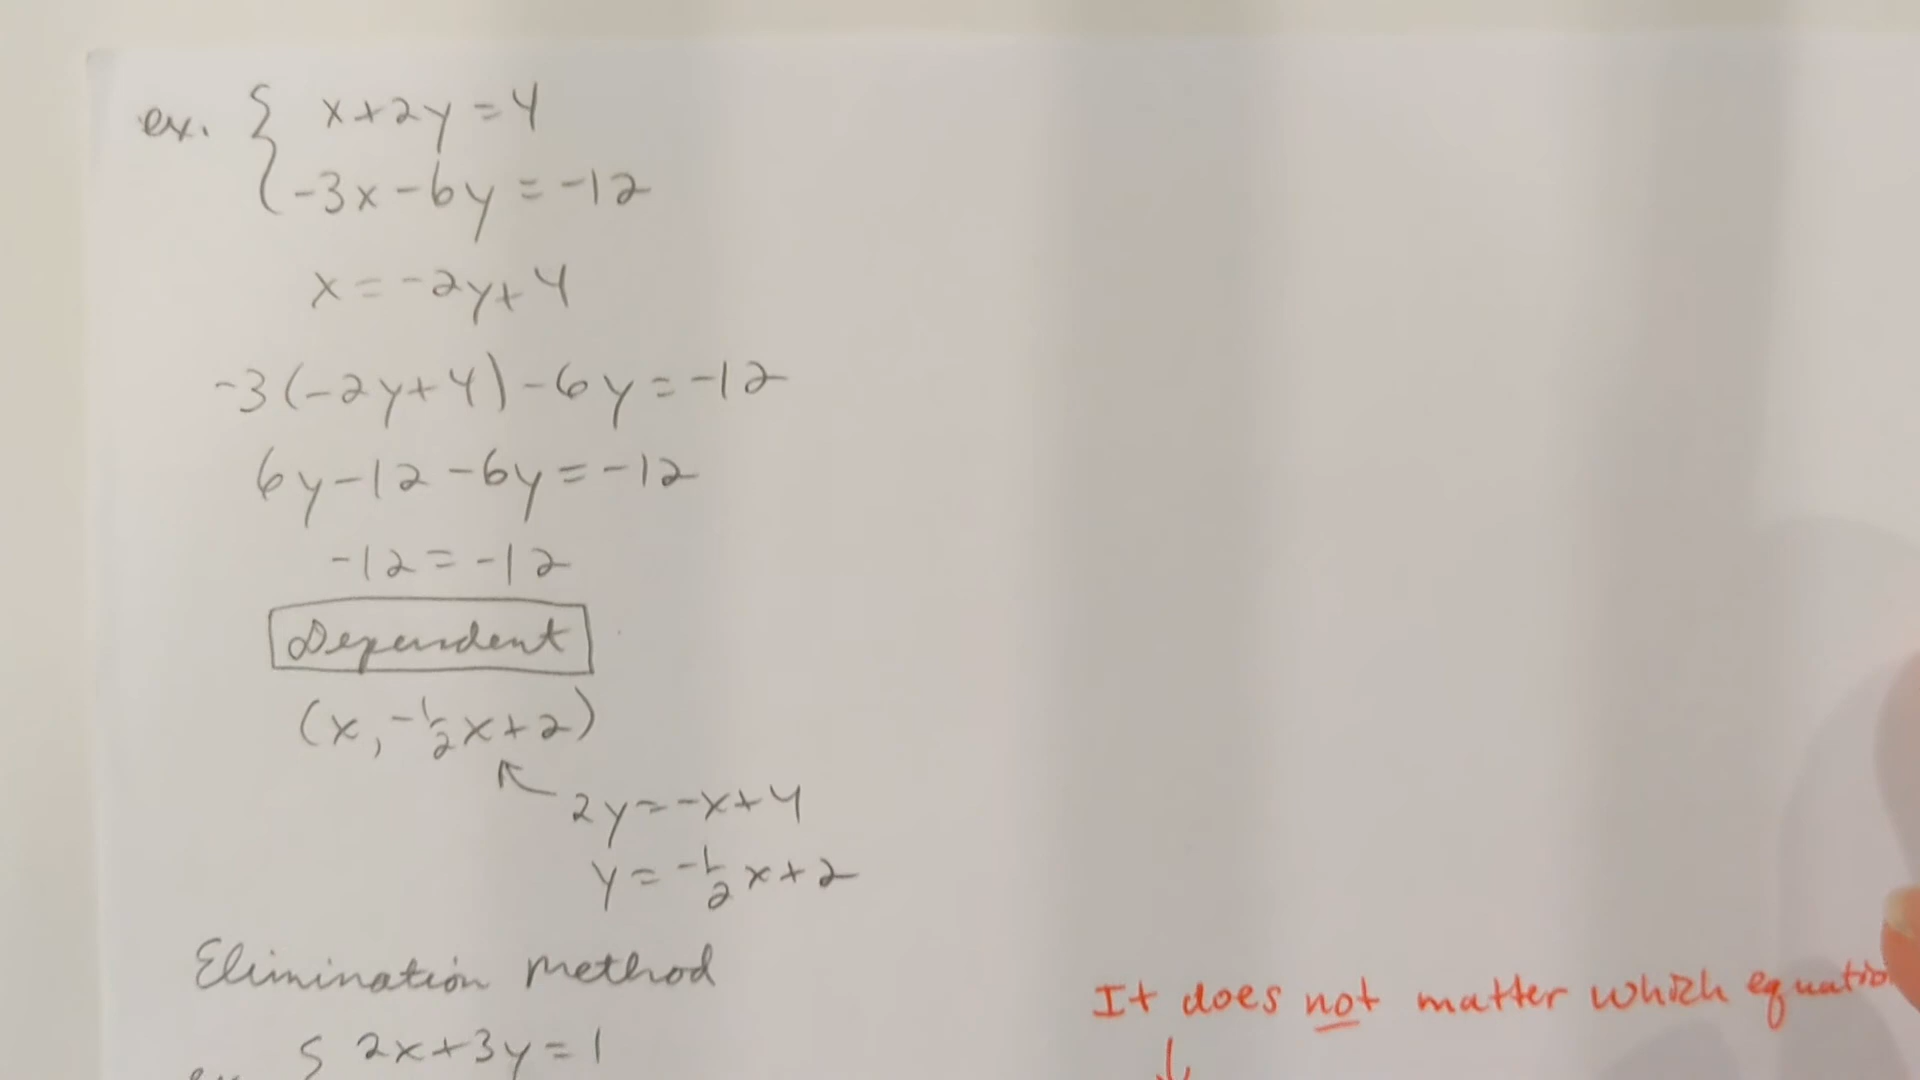 ex. { x+2y=4
-3x-6y=-12
x=-2y+4
-3(-2y+4)-6y=-12
6y-12-6y=-12
-12=-12
Dependent
(x, -1/2x+2)
2y=-x+4
y=-1/2x+2
Elimination Method
It does not matter which
{ 2x+3y=1